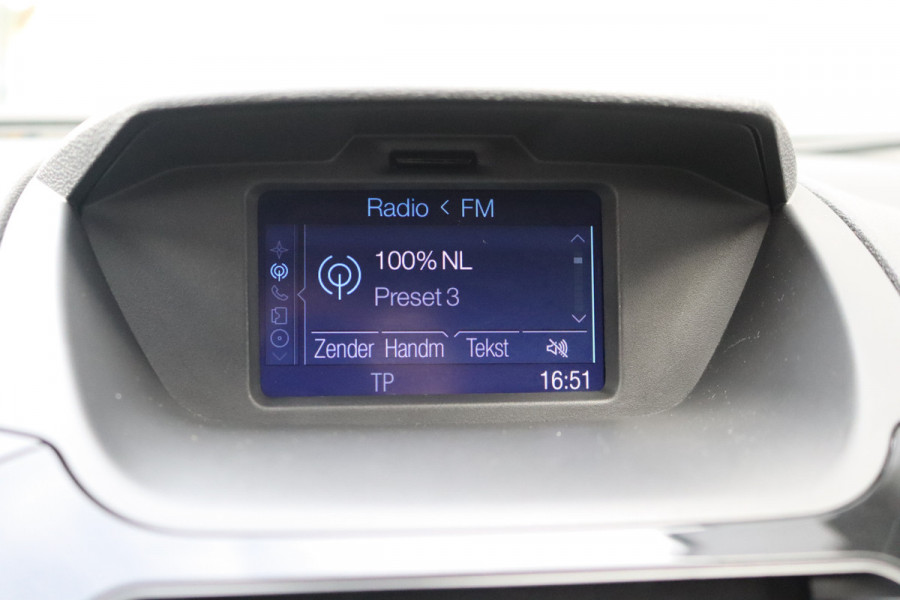 Radio < FM
100% NL
Preset 3
Zender Handm Tekst
TP 16:51